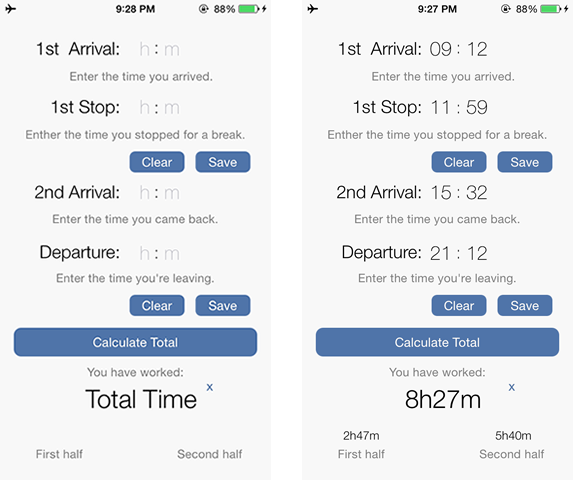 9:28 PM 88%
1st Arrival: h : m
Enter the time you arrived.
1st Stop: h : m
Enther the time you stopped for a break.
Clear Save
2nd Arrival: h : m
Enter the time you came back.
Departure: h : m
Enter the time you're leaving.
Clear Save
Calculate Total
You have worked:
Total Time x
First half Second half
9:27 PM 88%
1st Arrival: 09 : 12
Enter the time you arrived.
1st Stop: 11 : 59
Enther the time you stopped for a break.
Clear Save
2nd Arrival: 15 : 32
Enter the time you came back.
Departure: 21 : 12
Enter the time you're leaving.
Clear Save
Calculate Total
You have worked:
8h27m x
2h47m 5h40m
First half Second half